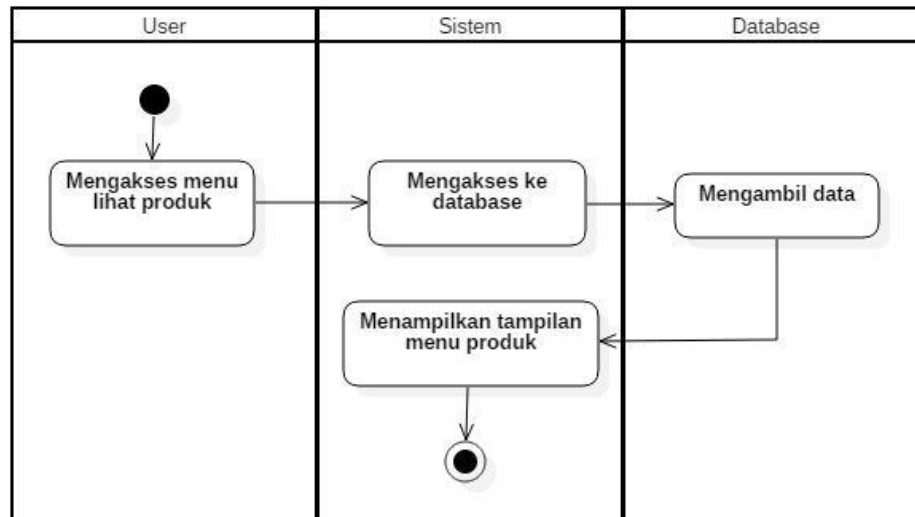 User
Sistem
Database
Mengakses menu
lihat produk
Mengakses ke
database
Mengambil data
Menampilkan tampilan
menu produk